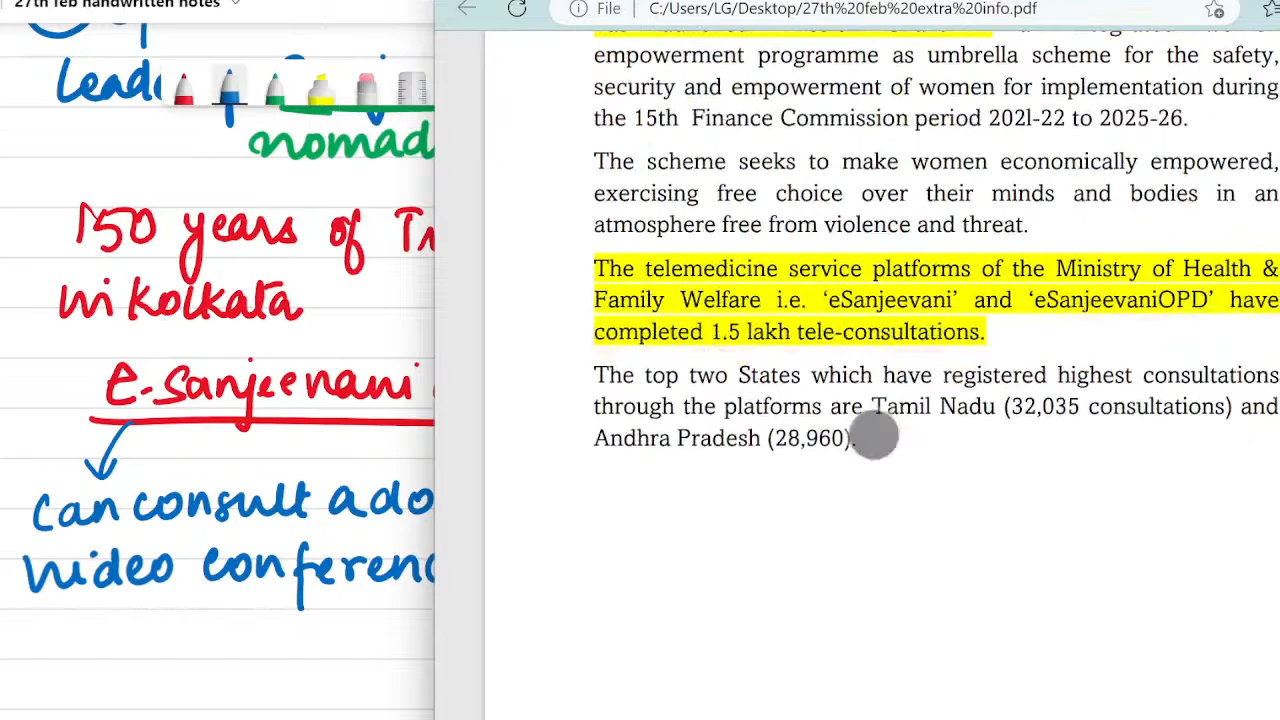 27th feb handwritten notes
leade
nomad
150 years of Tr
in Kolkata
e-Sanjeevani
can consult a do
video conferenc
File C:/Users/LG/Desktop/27th%20feb%20extra%20info.pdf
empowerment programme as umbrella scheme for the safety,
security and empowerment of women for implementation during
the 15th Finance Commission period 202l-22 to 2025-26.
The scheme seeks to make women economically empowered,
exercising free choice over their minds and bodies in an
atmosphere free from violence and threat.
The telemedicine service platforms of the Ministry of Health &
Family Welfare i.e. ‘eSanjeevani’ and ‘eSanjeevaniOPD’ have
completed 1.5 lakh tele-consultations.
The top two States which have registered highest consultations
through the platforms are Tamil Nadu (32,035 consultations) and
Andhra Pradesh (28,960).